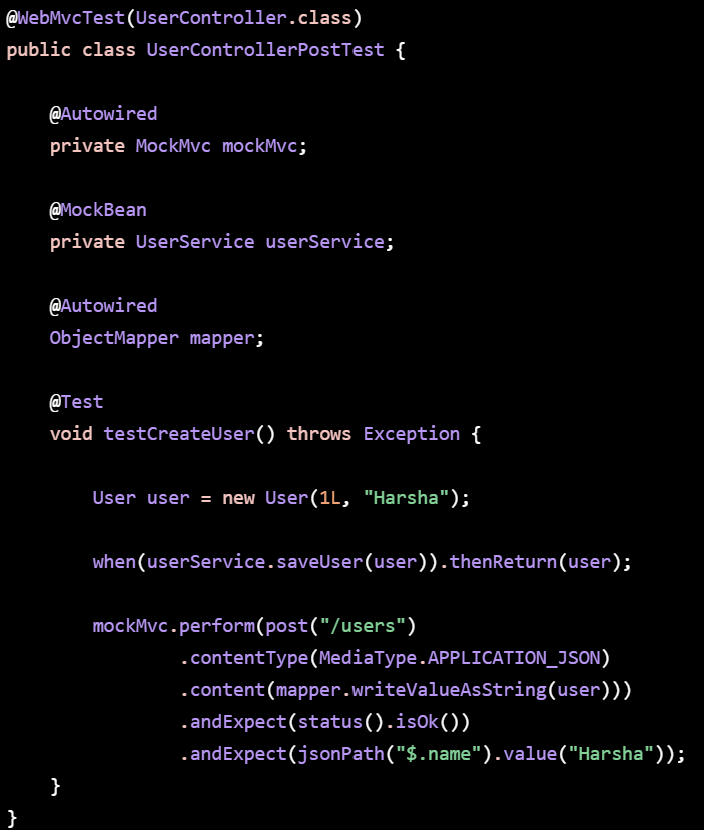 @WebMvcTest(UserController.class)
public class UserControllerPostTest {
@Autowired
private MockMvc mockMvc;
@MockBean
private UserService userService;
@Autowired
ObjectMapper mapper;
@Test
void testCreateUser() throws Exception {
User user = new User(1L, "Harsha");
when(userService.saveUser(user)).thenReturn(user);
mockMvc.perform(post("/users")
.contentType(MediaType.APPLICATION_JSON)
.content(mapper.writeValueAsString(user)))
.andExpect(status().isOk())
.andExpect(jsonPath("$.name").value("Harsha"));
}
}